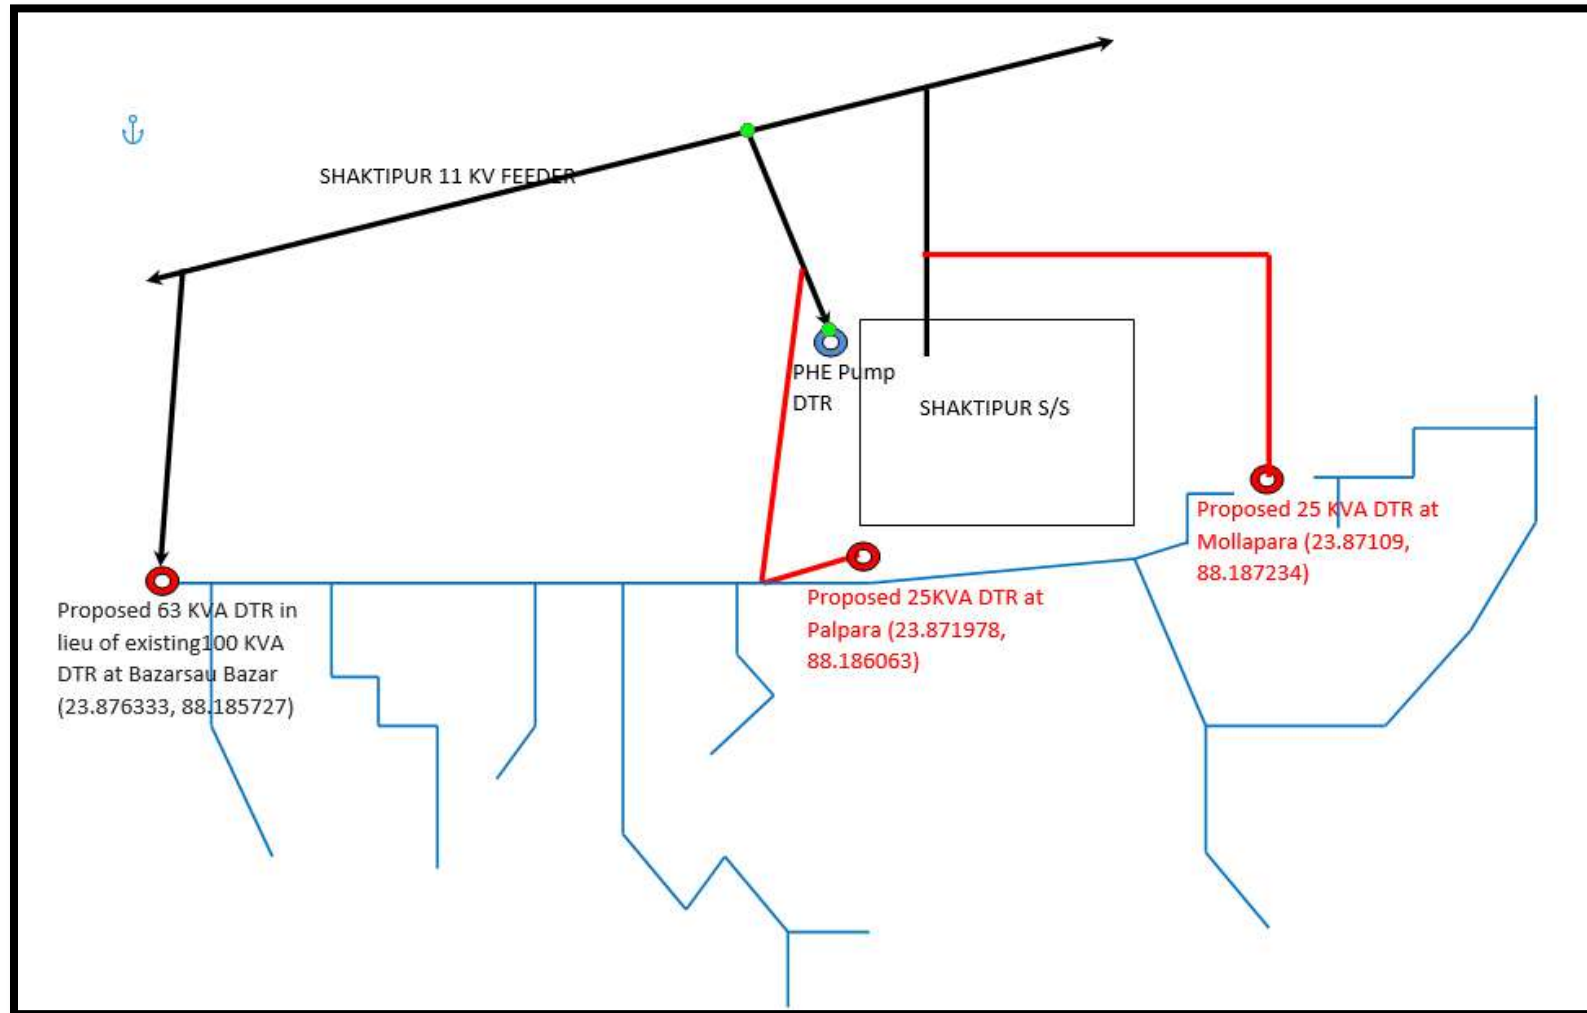 SHAKTIPUR 11 KV FEEDER
PHE Pump
DTR
SHAKTIPUR S/S
Proposed 25 KVA DTR at
Mollapara (23.87109,
88.187234)
Proposed 63 KVA DTR in
lieu of existing100 KVA
DTR at Bazarsau Bazar
(23.876333, 88.185727)
Proposed 25KVA DTR at
Palpara (23.871978,
88.186063)